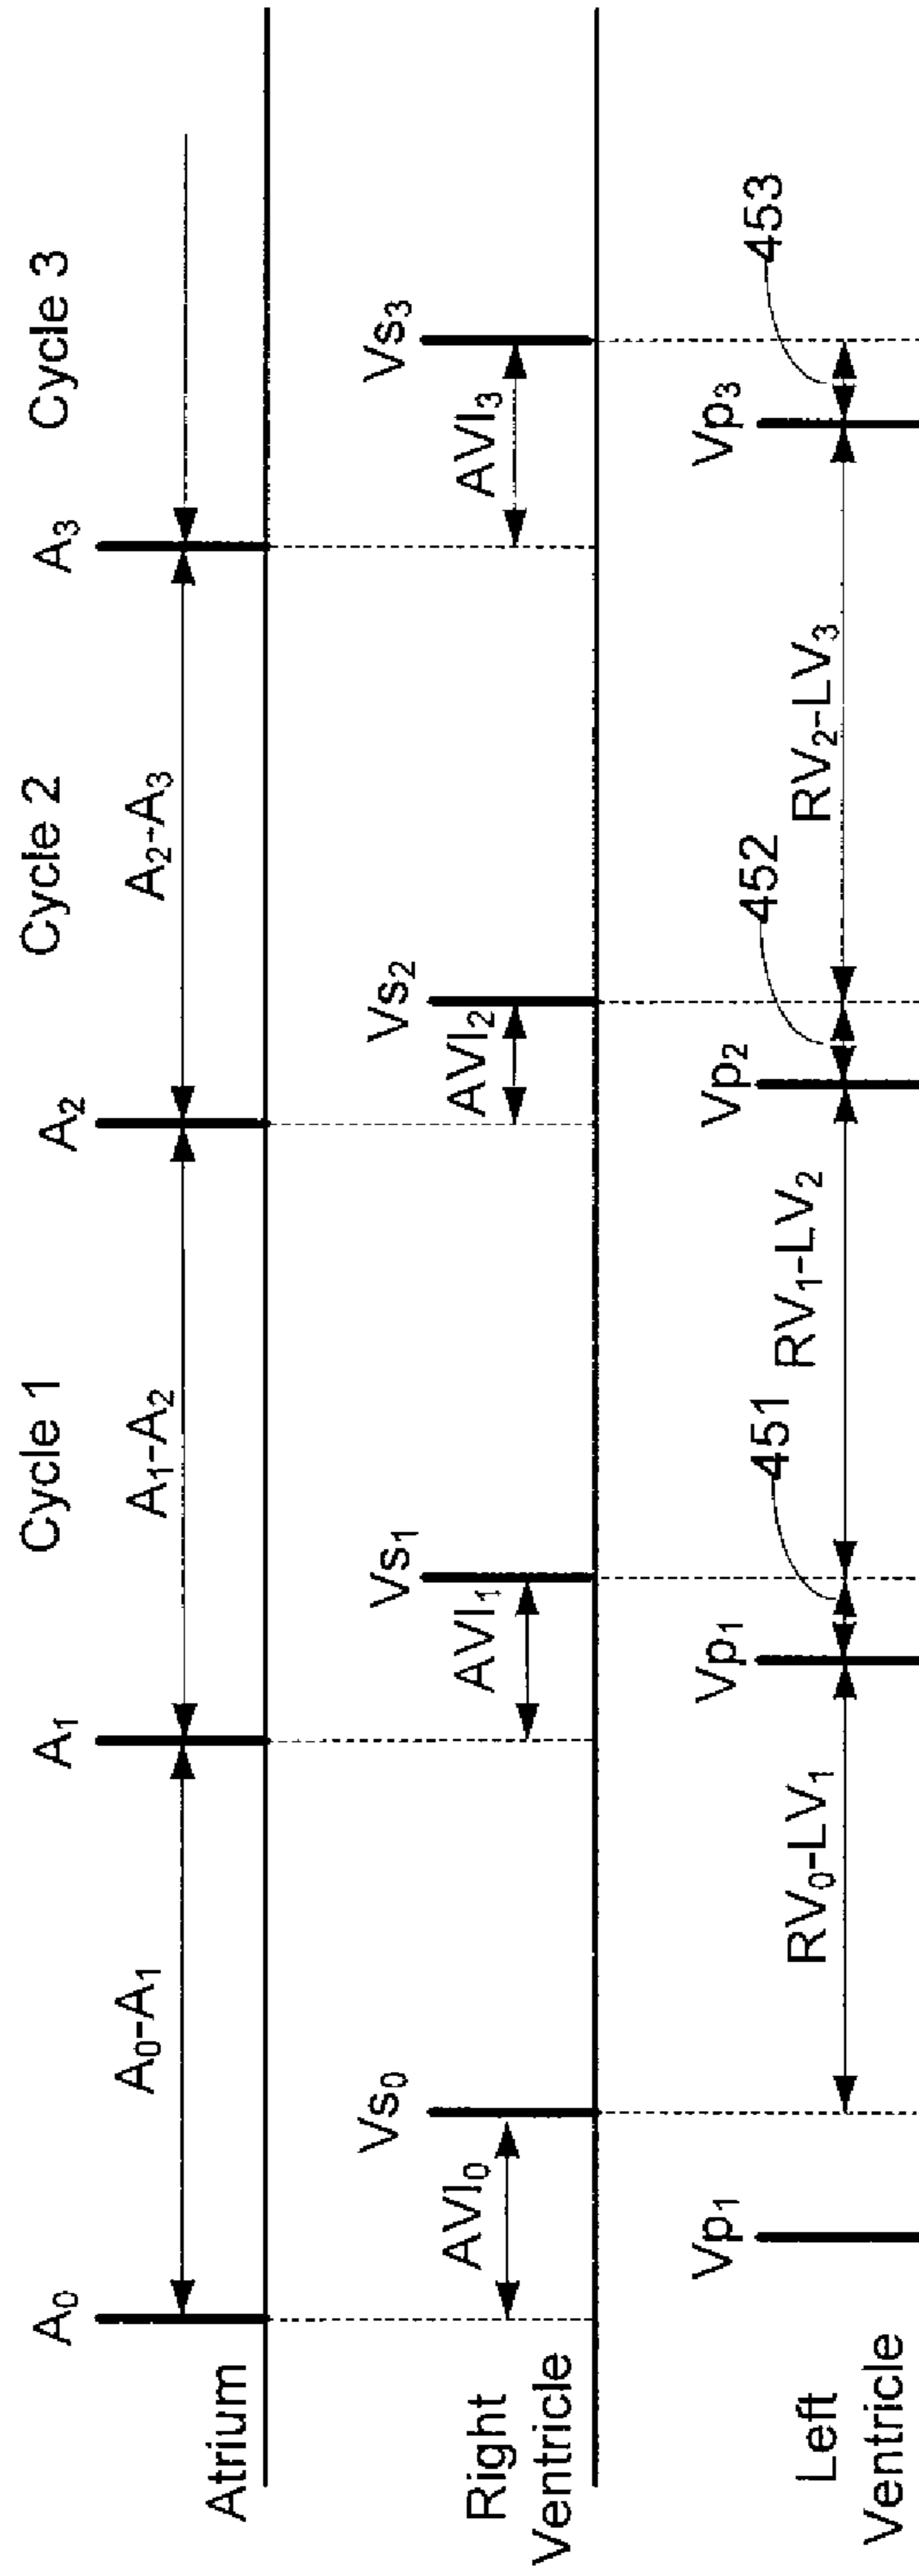 Cycle 1
Cycle 2
Cycle 3
A₀
A₁
A₂
A₃
A₀-A₁
A₁-A₂
A₂-A₃
Atrium
Vs₀
Vs₁
Vs₂
Vs₃
AVI₀
AVI₁
AVI₂
AVI₃
Right
Ventricle
Vp₁
Vp₁
451
Vp₂
452
Vp₃
453
RV₀-LV₁
RV₁-LV₂
RV₂-LV₃
Left
Ventricle